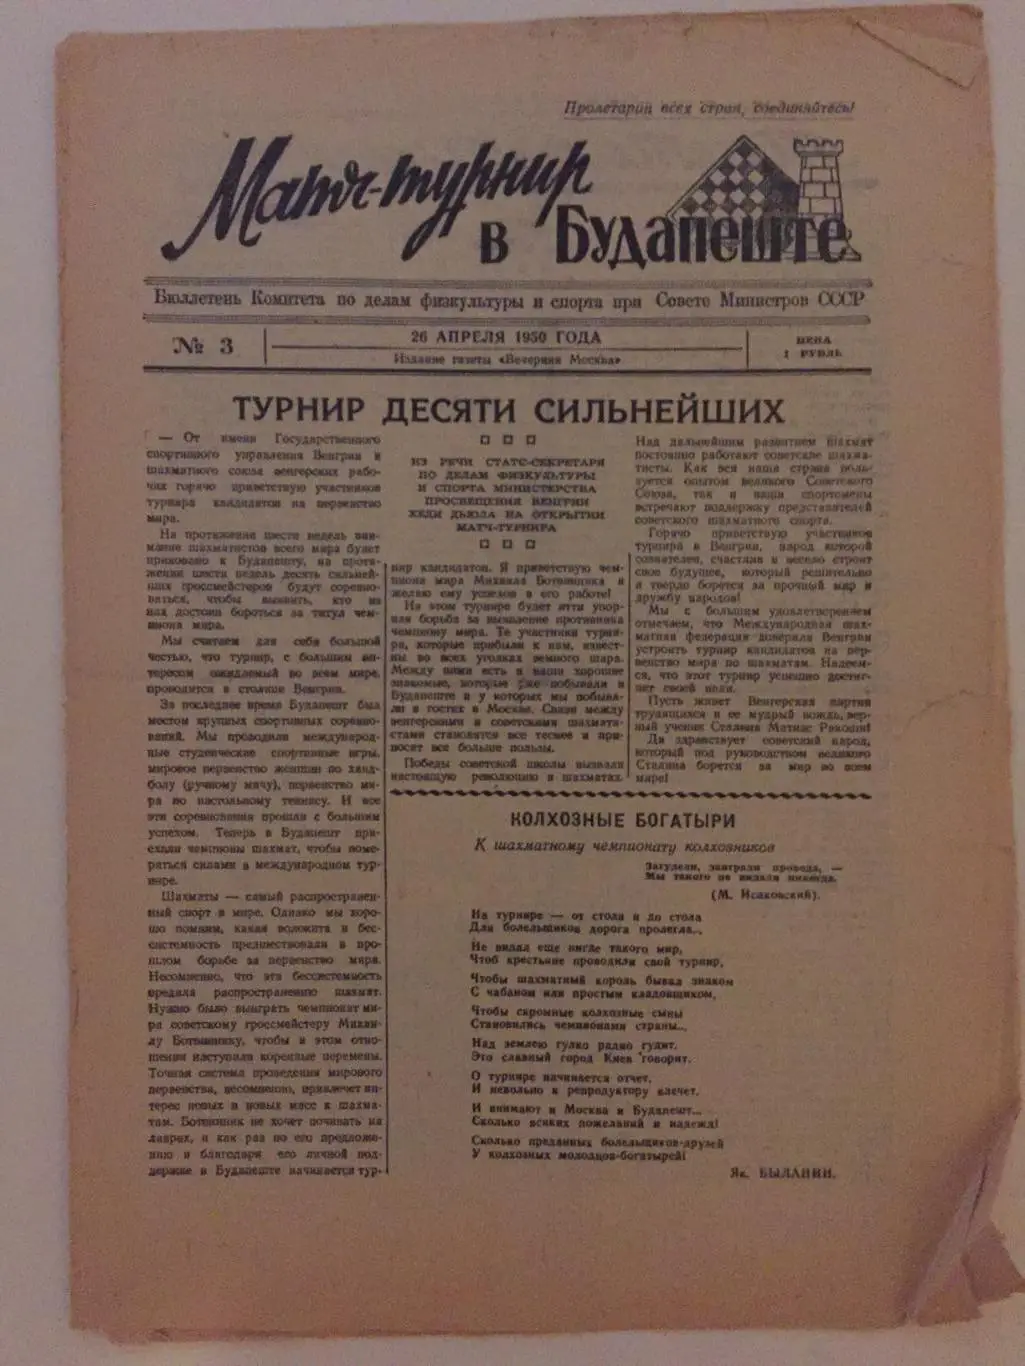 Пролетарии всех стран, соединяйтесь!
Матч-турнир
в Будапеште
Бюллетень Комитета по делам физкультуры и спорта при Совете Министров СССР
№ 3
26 АПРЕЛЯ 1950 ГОДА
Издание газеты «Вечерняя Москва»
ЦЕНА
1 РУБЛЬ
ТУРНИР ДЕСЯТИ СИЛЬНЕЙШИХ
— От имени Государственного
спортивного управления Венгрии и
шахматного союза венгерских рабо-
чих горячо приветствую участников
турнира кандидатов на первенство
мира.
На протяжении шести недель вни-
мание шахматистов всего мира будет
приковано к Будапешту, на протя-
жении шести недель десять сильней-
ших гроссмейстеров будут соревно-
ваться, чтобы выявить, кто из
них достоин бороться за титул чем-
пиона мира.
Мы считаем для себя большой
честью, что турнир, с большим ин-
тересом ожидаемый во всем мире,
проводится в столице Венгрии.
За последнее время Будапешт был
местом крупных спортивных соревно-
ваний. Мы проводили международ-
ные студенческие спортивные игры,
мировое первенство женщин по ханд-
болу (ручному мячу), первенство ми-
ра по настольному теннису. И все
эти соревнования прошли с большим
успехом. Теперь в Будапешт при-
ехали чемпионы шахмат, чтобы поме-
ряться силами в международном тур-
нире.
Шахматы — самый распространен-
ный спорт в мире. Однако мы хоро-
шо помним, какая волокита и бес-
системность предшествовали в про-
шлом борьбе за первенство мира.
Несомненно, что эта бессистемность
вредила распространению шахмат.
Нужно было выиграть чемпионат ми-
ра советскому гроссмейстеру Михаи-
лу Ботвиннику, чтобы в этом отно-
шении наступила коренные перемены.
Точная система проведения мирового
первенства, несомненно, привлечет ин-
терес новых и новых масс к шахма-
там. Ботвинник не хочет почивать на
лаврах, и как раз по его предложе-
нию и благодаря его личной под-
держке в Будапеште начинается тур-
□ □ □
ИЗ РЕЧИ СТАТС-СЕКРЕТАРЯ
ПО ДЕЛАМ ФИЗКУЛЬТУРЫ
И СПОРТА МИНИСТЕРСТВА
ПРОСВЕЩЕНИЯ ВЕНГРИИ
ХЕДИ ДЬЮЛА НА ОТКРЫТИИ
МАТЧ-ТУРНИРА
□ □ □
нир кандидатов. Я приветствую чем-
пиона мира Михаила Ботвинника и
желаю ему успехов в его работе!
На этом турнире будет итти упор-
ная борьба за выявление противника
чемпиону мира. Те участники турни-
ра, которые прибыли к нам, извест-
ны во всех уголках земного шара.
Между ними есть и наши хорошие
знакомые, которые уже побывали в
Будапеште и у которых мы побыва-
ли в гостях в Москве. Связи между
венгерскими и советскими шахмати-
стами становятся все теснее и при-
носят все больше пользы.
Победы советской школы вызвали
настоящую революцию в шахматах.
Над дальнейшим развитием шахмат
постоянно работают советские шахма-
тисты. Как вся наша страна поль-
зуется опытом великого Советского
Союза, так и наши спортсмены
встречают поддержку представителей
советского шахматного спорта.
Горячо приветствую участников
турнира в Венгрии, народ которой
сознателен, счастлив и весело строит
свое будущее, который решительно
и твердо борется за прочный мир и
дружбу народов!
Мы с большим удовлетворением
отмечаем, что Международная шах-
матная федерация доверила Венгрии
устроить турнир кандидатов на пер-
венство мира по шахматам. Надеем-
ся, что этот турнир успешно достиг-
нет своей цели.
Пусть живет Венгерская партия
трудящихся и ее мудрый вождь, вер-
ный ученик Сталина Матиас Ракоши!
Да здравствует советский народ,
который под руководством великого
Сталина борется за мир во всем
мире!
КОЛХОЗНЫЕ БОГАТЫРИ
К шахматному чемпионату колхозников
Загудели, заиграли провода, —
Мы такого не видали никогда.
(М. Исаковский).
На турнире — от стола и до стола
Для болельщиков дорога пролегла...
Не видал еще нигде такого мир,
Чтоб крестьяне проводили свой турнир,
Чтобы шахматный король бывал знаком
С чабаном или простым кладовщиком,
Чтобы скромные колхозные сыны
Становились чемпионами страны...
Над землею гулко радио гудит.
Это славный город Киев говорит.
О турнире начинается отчет,
И невольно к репродуктору влечет.
И внимают и Москва и Будапешт...
Сколько всяких пожеланий и надежд!
Сколько преданных болельщиков-друзей
У колхозных молодцов-богатырей!
Як. БЫЛАНИН.